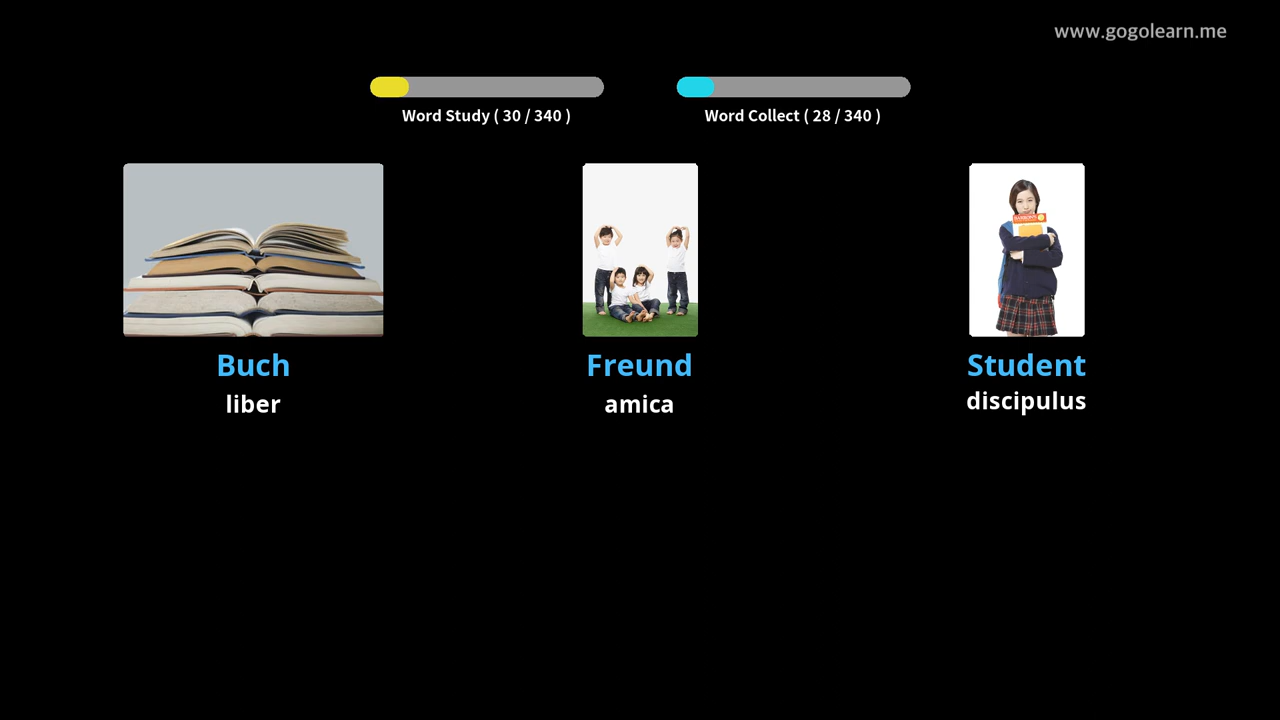 www.gogolearn.me
Word Study ( 30 / 340 )
Word Collect ( 28 / 340 )
Buch
liber
Freund
amica
Student
discipulus